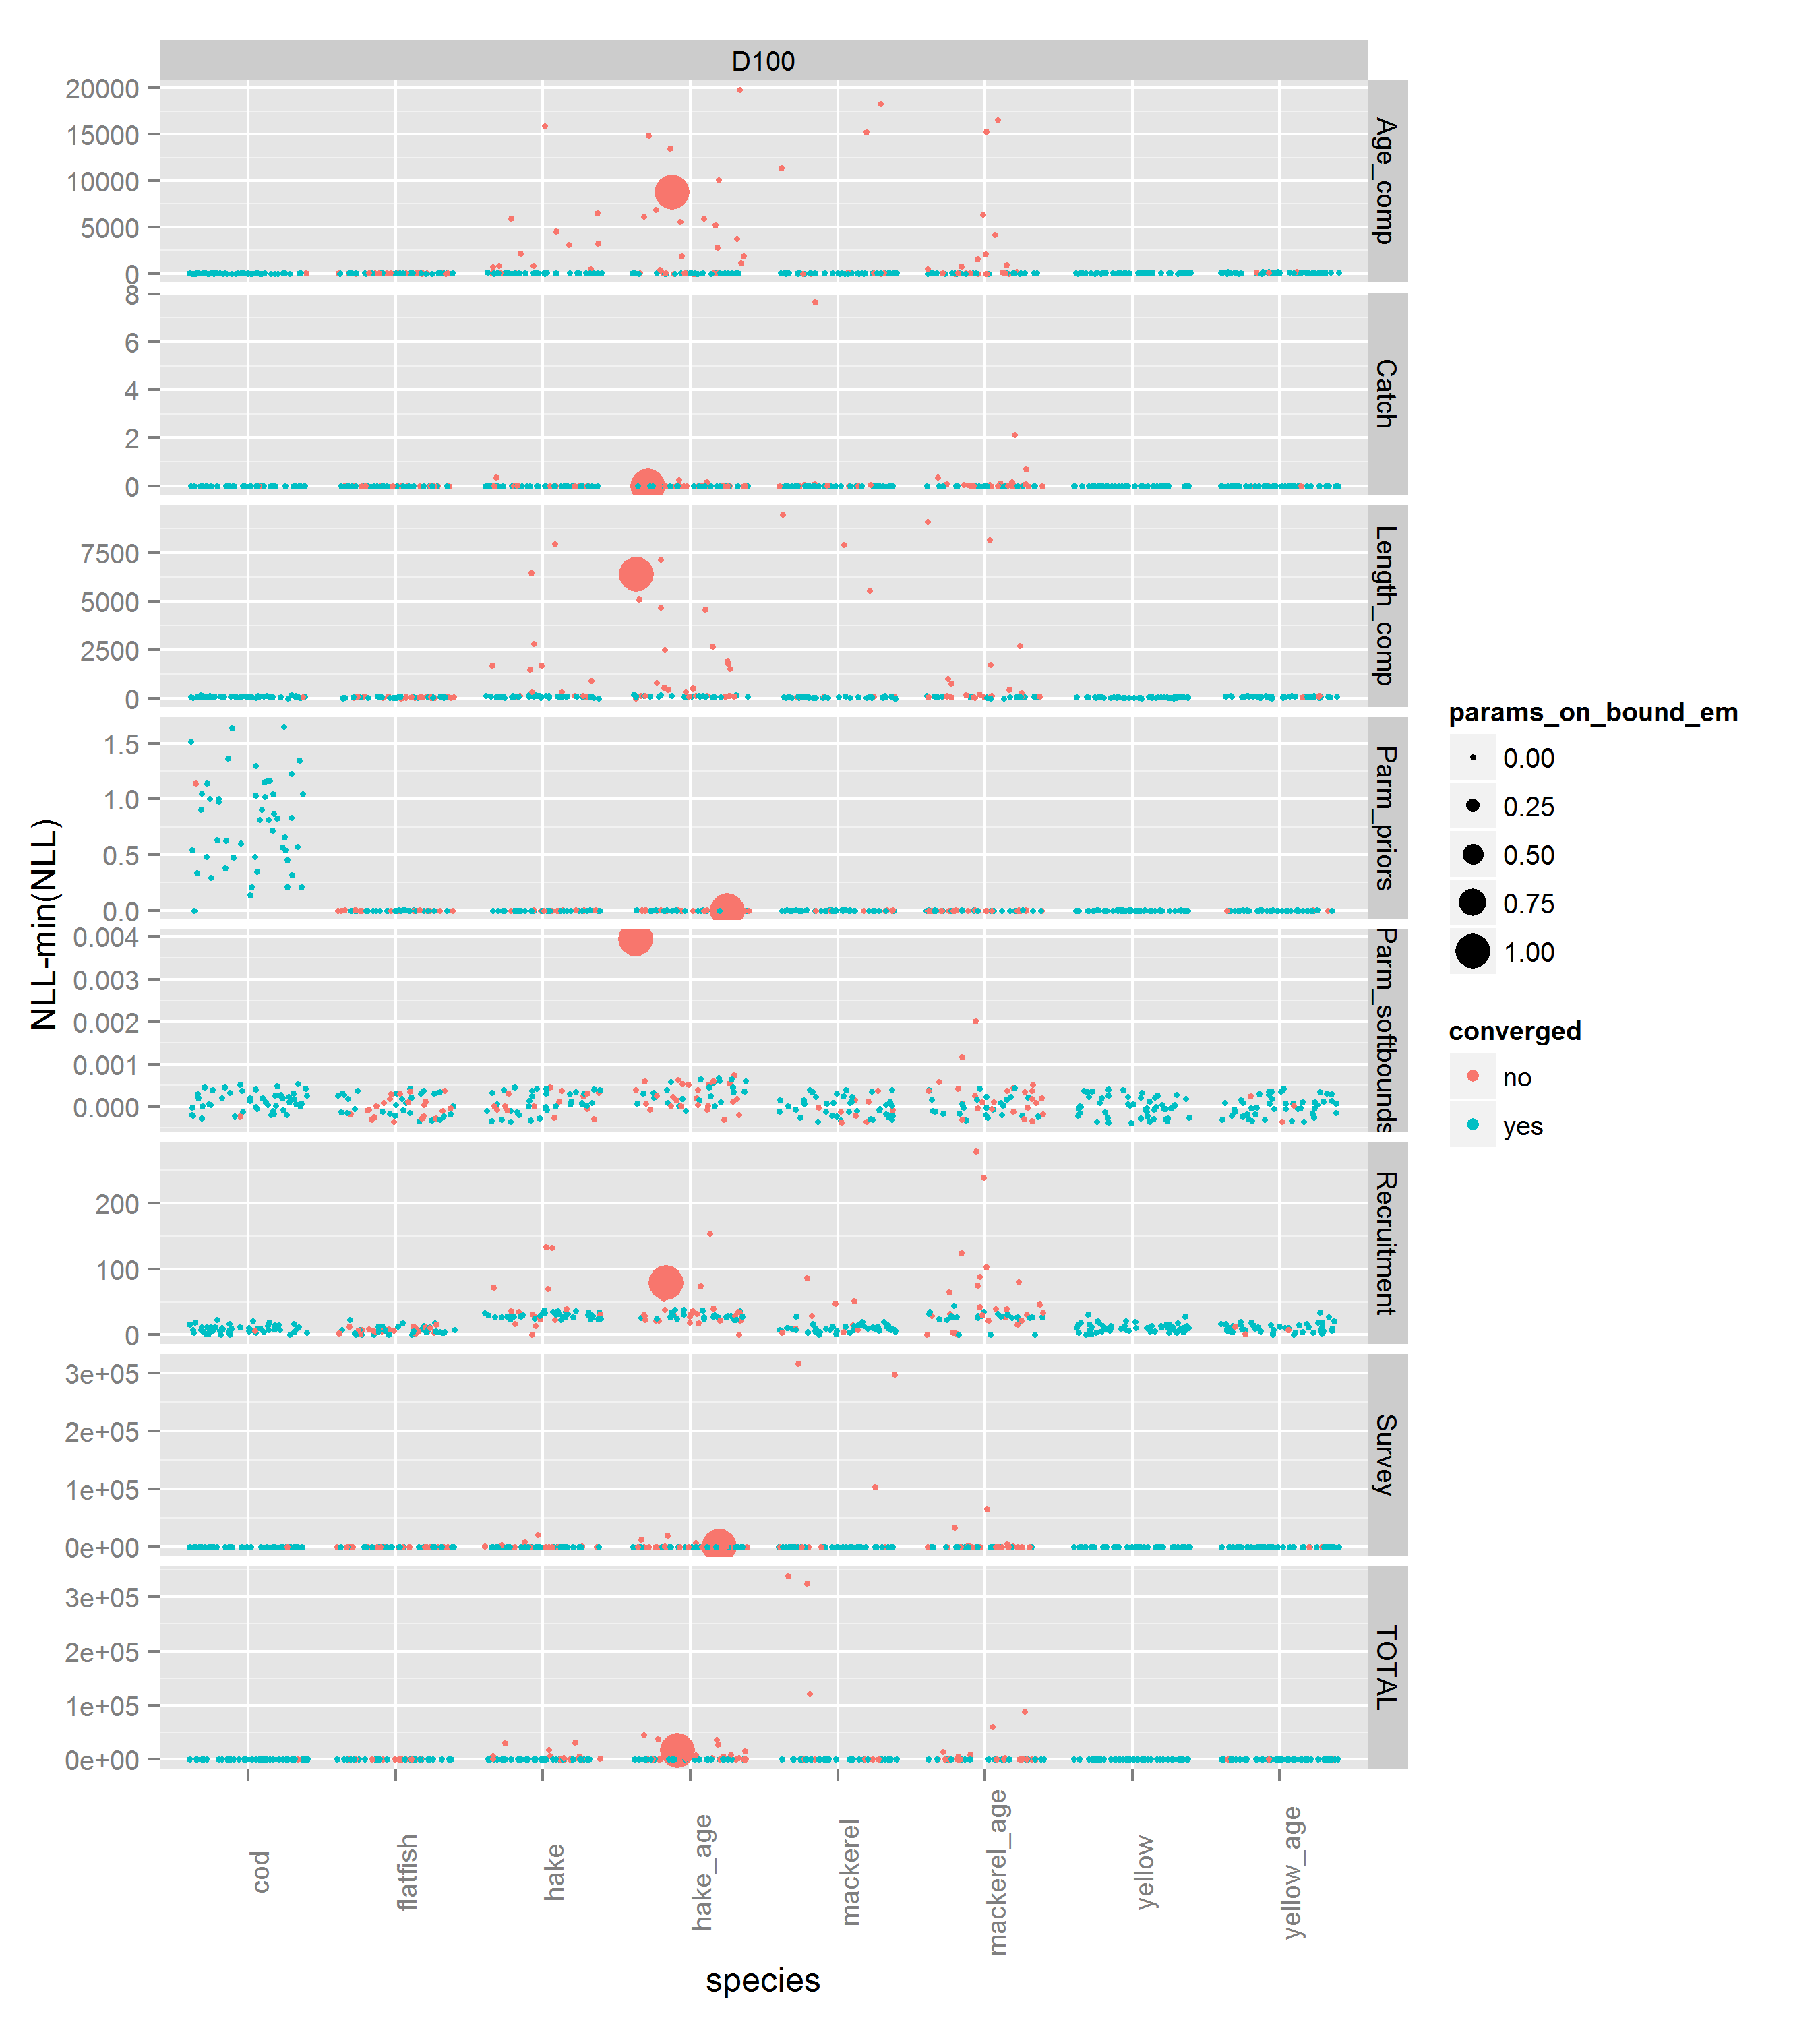 D100
20000
15000
10000
5000
0
Age_comp
8
6
4
2
0
Catch
7500
5000
2500
0
Length_comp
1.5
1.0
0.5
0.0
Parm_priors
0.004
0.003
0.002
0.001
0.000
Parm_softbounds
200
100
0
Recruitment
3e+05
2e+05
1e+05
0e+00
Survey
3e+05
2e+05
1e+05
0e+00
TOTAL
NLL-min(NLL)
cod
flatfish
hake
hake_age
mackerel
mackerel_age
yellow
yellow_age
species
params_on_bound_em
0.00
0.25
0.50
0.75
1.00
converged
no
yes